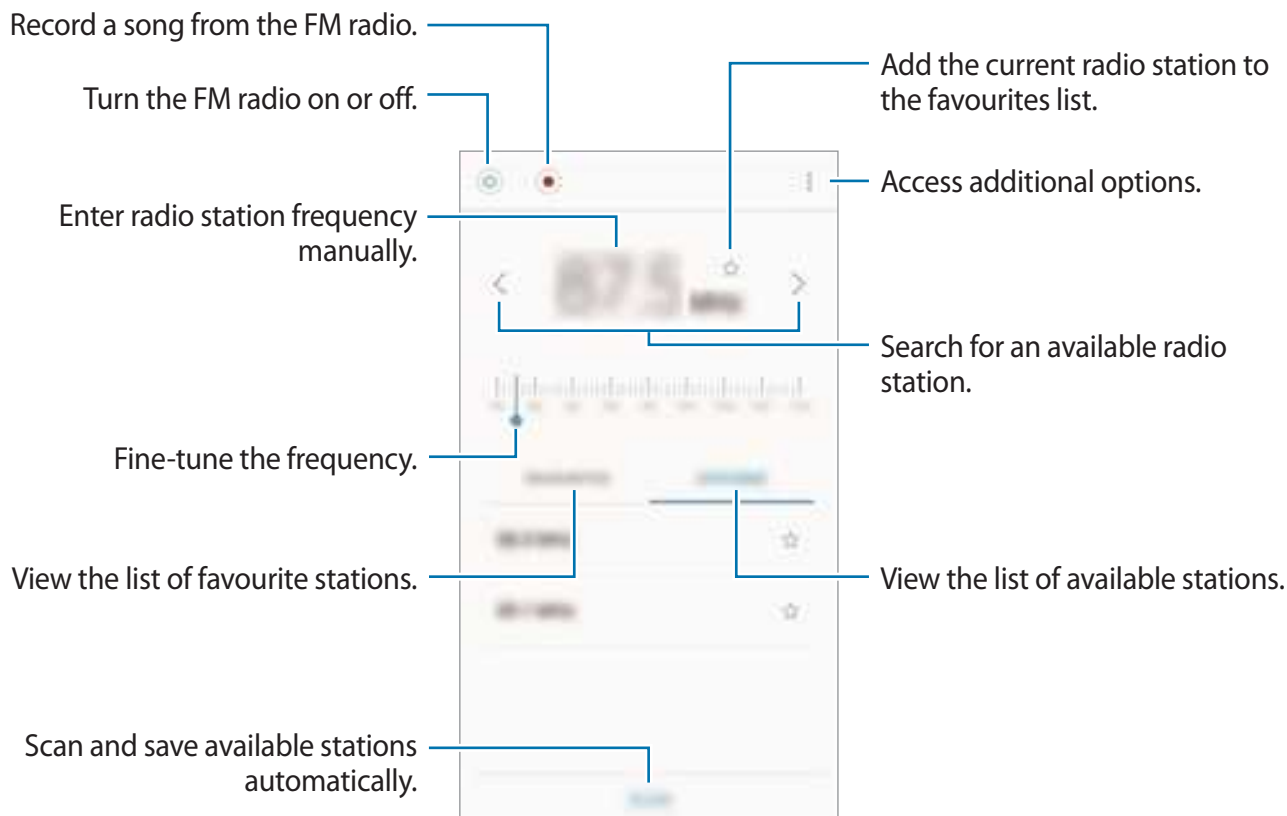 Record a song from the FM radio.
Turn the FM radio on or off.
Add the current radio station to
the favourites list.
Access additional options.
Enter radio station frequency
manually.
87.5
MHz
Search for an available radio
station.
Fine-tune the frequency.
View the list of favourite stations.
View the list of available stations.
Scan and save available stations
automatically.